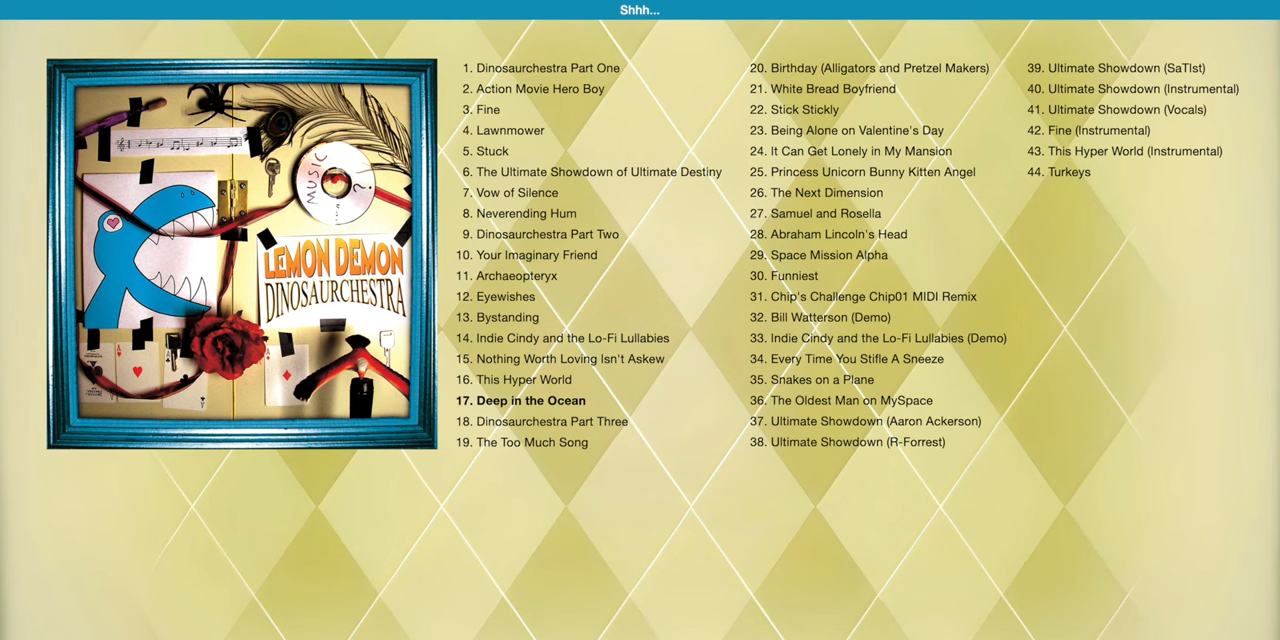 Shhh...
MUSIC
LEMON DEMON
DINOSAURCHESTRA
1. Dinosaurchestra Part One
2. Action Movie Hero Boy
3. Fine
4. Lawnmower
5. Stuck
6. The Ultimate Showdown of Ultimate Destiny
7. Vow of Silence
8. Neverending Hum
9. Dinosaurchestra Part Two
10. Your Imaginary Friend
11. Archaeopteryx
12. Eyewishes
13. Bystanding
14. Indie Cindy and the Lo-Fi Lullabies
15. Nothing Worth Loving Isn't Askew
16. This Hyper World
17. Deep in the Ocean
18. Dinosaurchestra Part Three
19. The Too Much Song
20. Birthday (Alligators and Pretzel Makers)
21. White Bread Boyfriend
22. Stick Stickly
23. Being Alone on Valentine's Day
24. It Can Get Lonely in My Mansion
25. Princess Unicorn Bunny Kitten Angel
26. The Next Dimension
27. Samuel and Rosella
28. Abraham Lincoln's Head
29. Space Mission Alpha
30. Funniest
31. Chip's Challenge Chip01 MIDI Remix
32. Bill Watterson (Demo)
33. Indie Cindy and the Lo-Fi Lullabies (Demo)
34. Every Time You Stifle A Sneeze
35. Snakes on a Plane
36. The Oldest Man on MySpace
37. Ultimate Showdown (Aaron Ackerson)
38. Ultimate Showdown (R-Forrest)
39. Ultimate Showdown (SaTIst)
40. Ultimate Showdown (Instrumental)
41. Ultimate Showdown (Vocals)
42. Fine (Instrumental)
43. This Hyper World (Instrumental)
44. Turkeys